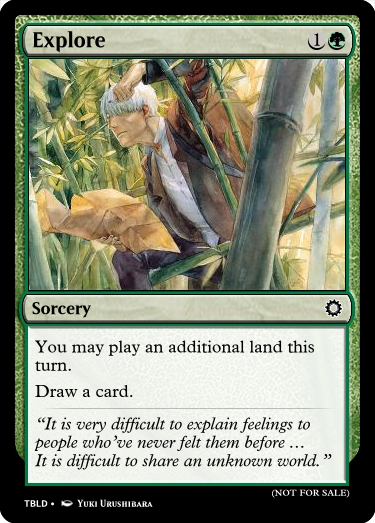 Explore 1
Sorcery
You may play an additional land this
turn.
Draw a card.
“It is very difficult to explain feelings to
people who’ve never felt them before …
It is difficult to share an unknown world.”
(NOT FOR SALE)
TBLD • Yuki Urushibara